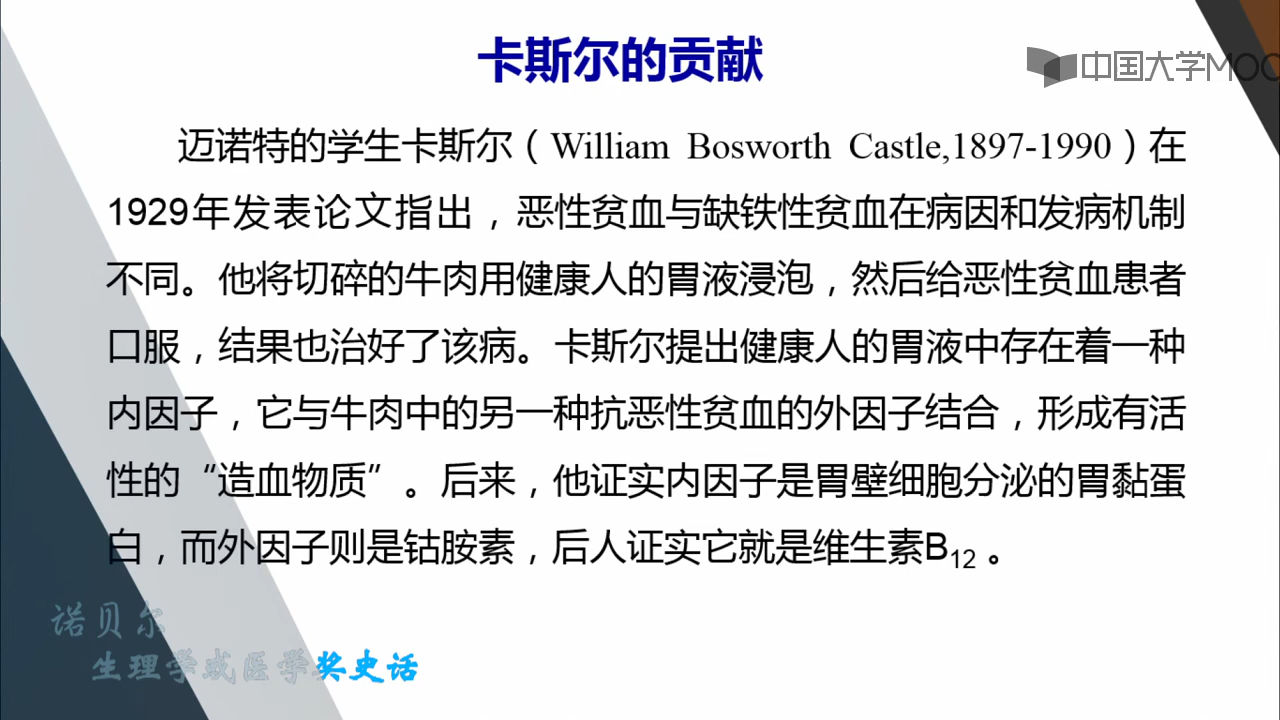 卡斯尔的贡献
中国大学MOOC
迈诺特的学生卡斯尔（William Bosworth Castle,1897-1990）在
1929年发表论文指出，恶性贫血与缺铁性贫血在病因和发病机制
不同。他将切碎的牛肉用健康人的胃液浸泡，然后给恶性贫血患者
口服，结果也治好了该病。卡斯尔提出健康人的胃液中存在着一种
内因子，它与牛肉中的另一种抗恶性贫血的外因子结合，形成有活
性的“造血物质”。后来，他证实内因子是胃壁细胞分泌的胃黏蛋
白，而外因子则是钴胺素，后人证实它就是维生素B₁₂。
诺贝尔
生理学或医学奖史话